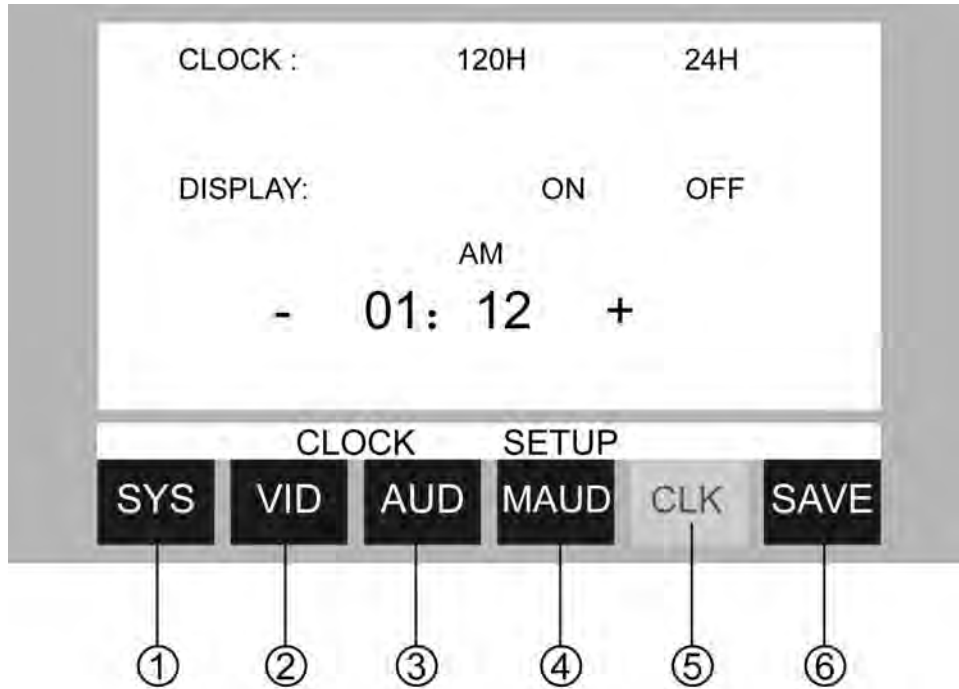 CLOCK : 120H 24H
DISPLAY: ON OFF
AM
- 01: 12 +
CLOCK SETUP
SYS VID AUD MAUD CLK SAVE
① ② ③ ④ ⑤ ⑥